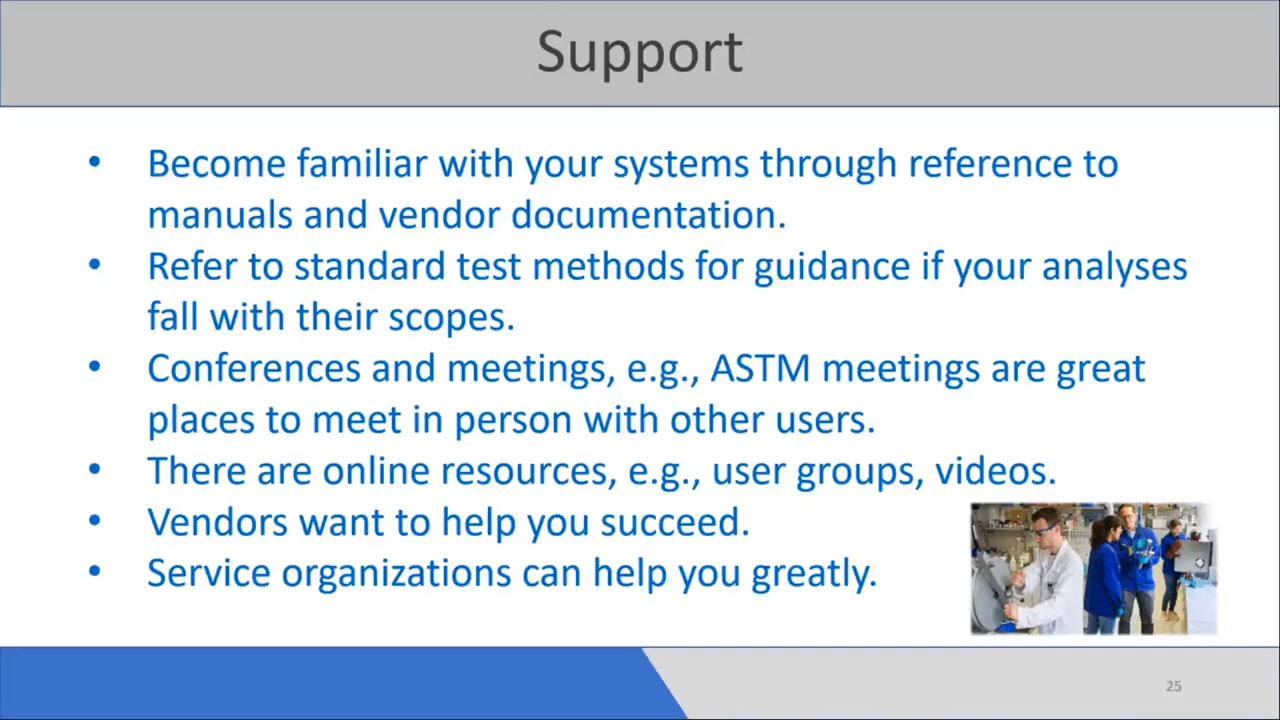 Support
• Become familiar with your systems through reference to
manuals and vendor documentation.
• Refer to standard test methods for guidance if your analyses
fall with their scopes.
• Conferences and meetings, e.g., ASTM meetings are great
places to meet in person with other users.
• There are online resources, e.g., user groups, videos.
• Vendors want to help you succeed.
• Service organizations can help you greatly.
25